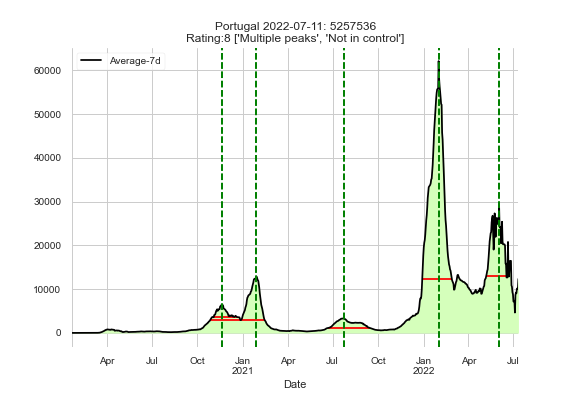 Portugal 2022-07-11: 5257536
Rating:8 ['Multiple peaks', 'Not in control']
Average-7d
60000
50000
40000
30000
20000
10000
0
Apr Jul Oct Jan Apr Jul Oct Jan Apr Jul
2021 2022
Date